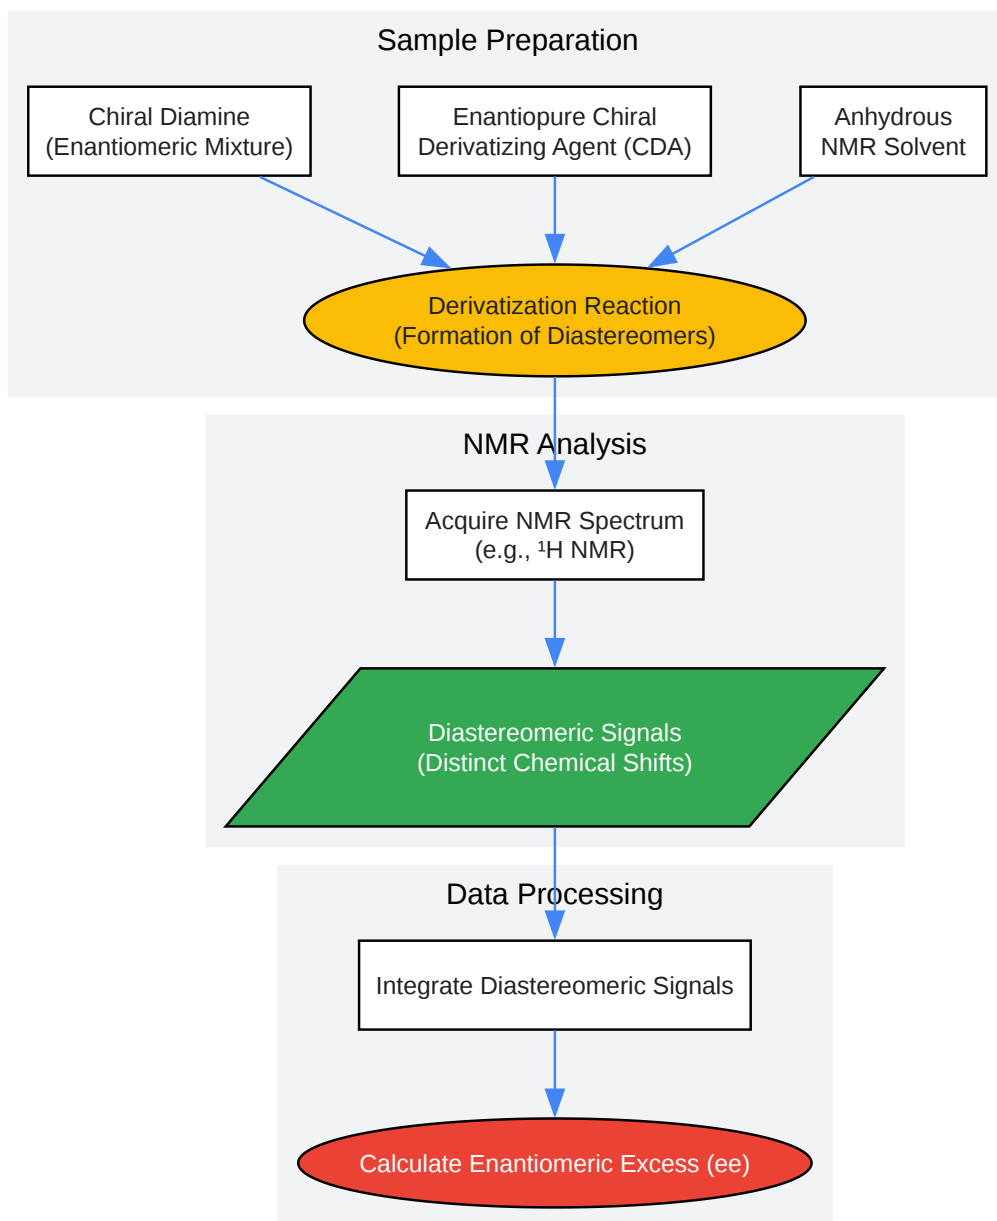 Sample Preparation
Chiral Diamine
(Enantiomeric Mixture)
Enantiopure Chiral
Derivatizing Agent (CDA)
Anhydrous
NMR Solvent
Derivatization Reaction
(Formation of Diastereomers)
NMR Analysis
Acquire NMR Spectrum
(e.g., ¹H NMR)
Diastereomeric Signals
(Distinct Chemical Shifts)
Data Processing
Integrate Diastereomeric Signals
Calculate Enantiomeric Excess (ee)